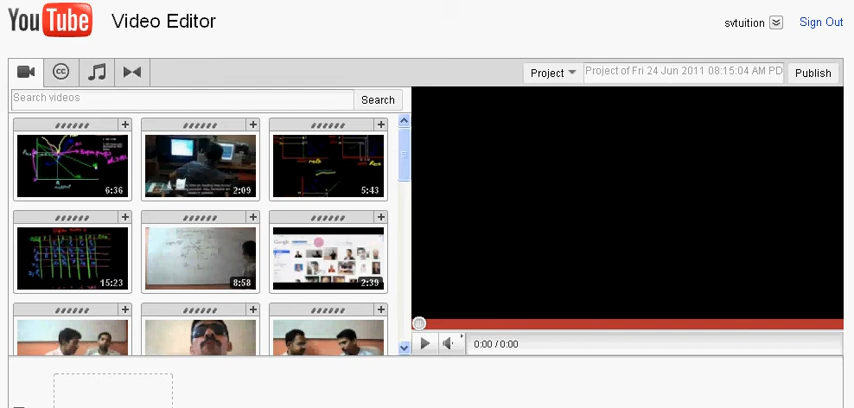 YouTube Video Editor
svtuition Sign Out
CC Project Project of Fri 24 Jun 2011 08:15:04 AM PD Publish
Search videos Search
6:36 2:09 5:43
15:23 8:58 2:39
Google
0:00 / 0:00